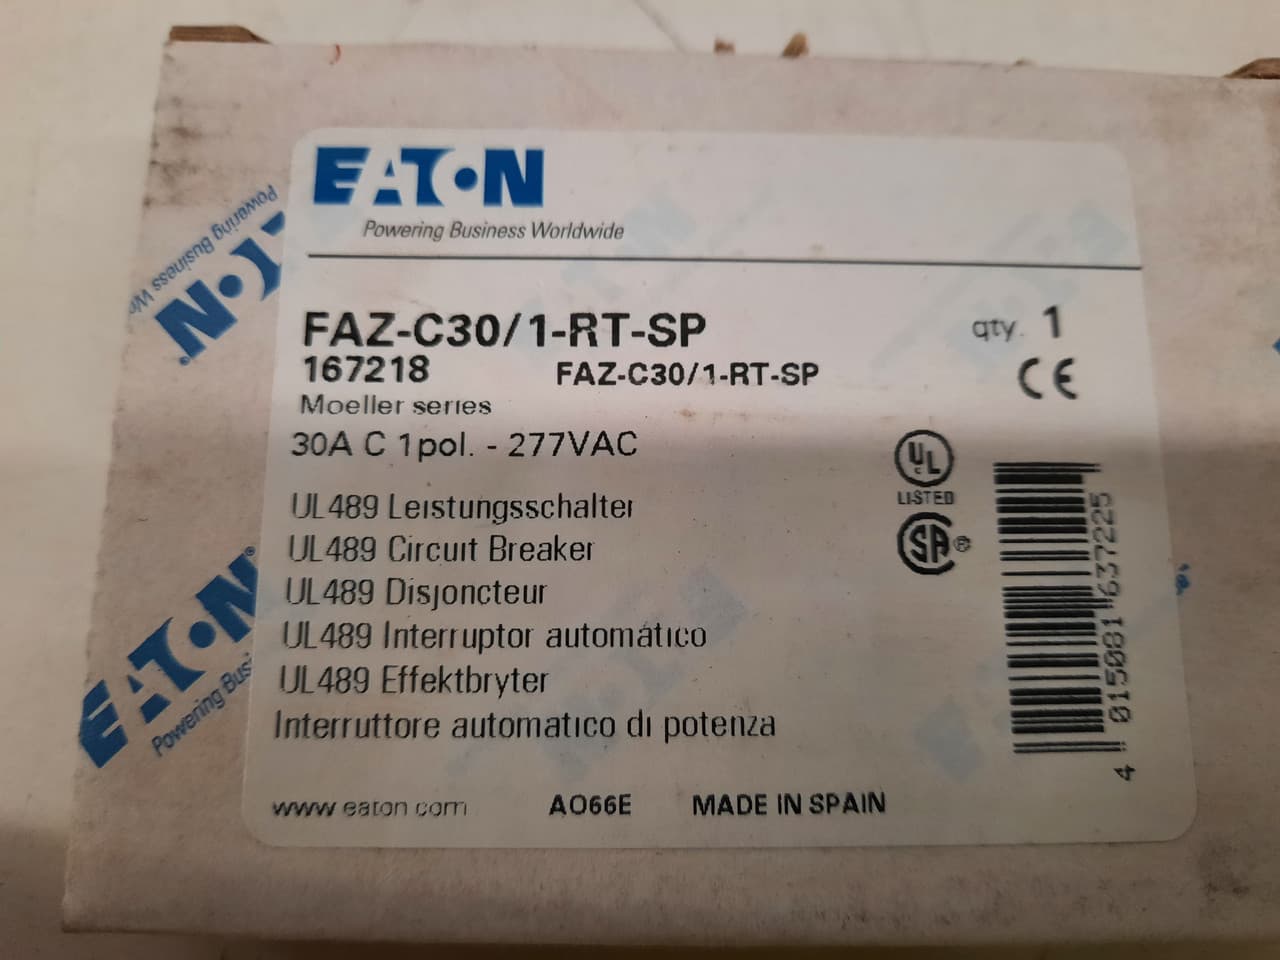 EATON
Powering Business Worldwide
FAZ-C30/1-RT-SP
qty. 1
167218 FAZ-C30/1-RT-SP
CE
Moeller series
30A C 1pol. - 277VAC
UL
C
LISTED
SA®
UL489 Leistungsschalter
UL489 Circuit Breaker
UL489 Disjoncteur
UL489 Interruptor automático
UL489 Effektbryter
Interruttore automatico di potenza
4 015081 637225
www.eaton.com AO66E MADE IN SPAIN
Powering Business
EATON®
Powering Busi